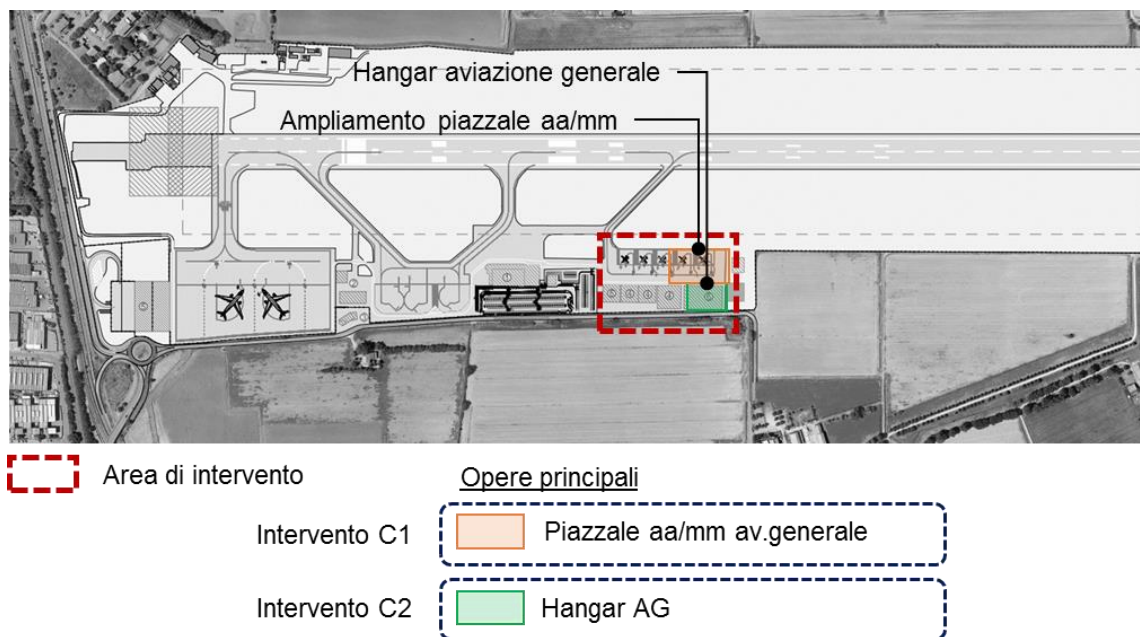 Hangar aviazione generale
Ampliamento piazzale aa/mm
Area di intervento
Opere principali
Intervento C1
Piazzale aa/mm av.generale
Intervento C2
Hangar AG